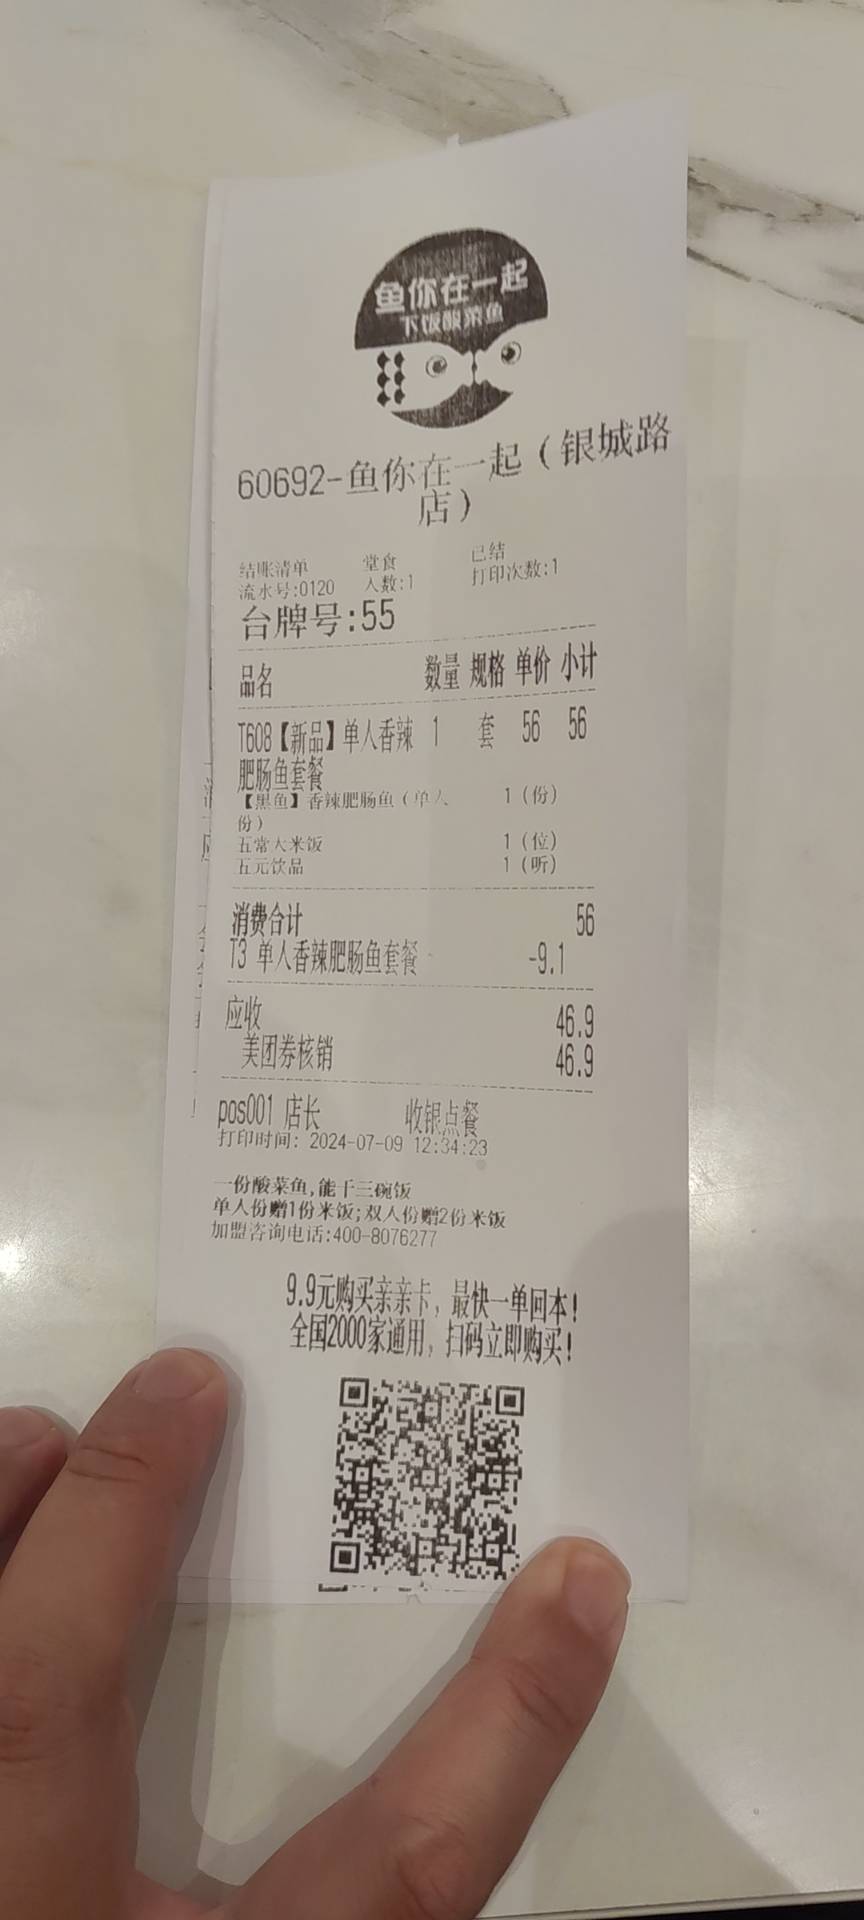 鱼你在一起
下饭酸菜鱼
60692-鱼你在一起（银城路
店）
结账清单 堂食 已结
流水号:0120 人数:1 打印次数:1
台牌号:55
品名 数量 规格 单价 小计
T608【新品】单人香辣 1 套 56 56
肥肠鱼套餐
【黑鱼】香辣肥肠鱼（单人 1（份）
份）
五常大米饭 1（位）
五元饮品 1（听）
消费合计 56
T3 单人香辣肥肠鱼套餐 -9.1
应收 46.9
美团券核销 46.9
pos001 店长 收银点餐
打印时间: 2024-07-09 12:34:23
一份酸菜鱼,能干三碗饭
单人份赠1份米饭;双人份赠2份米饭
加盟咨询电话:400-8076277
9.9元购买亲亲卡，最快一单回本!
全国2000家通用，扫码立即购买!